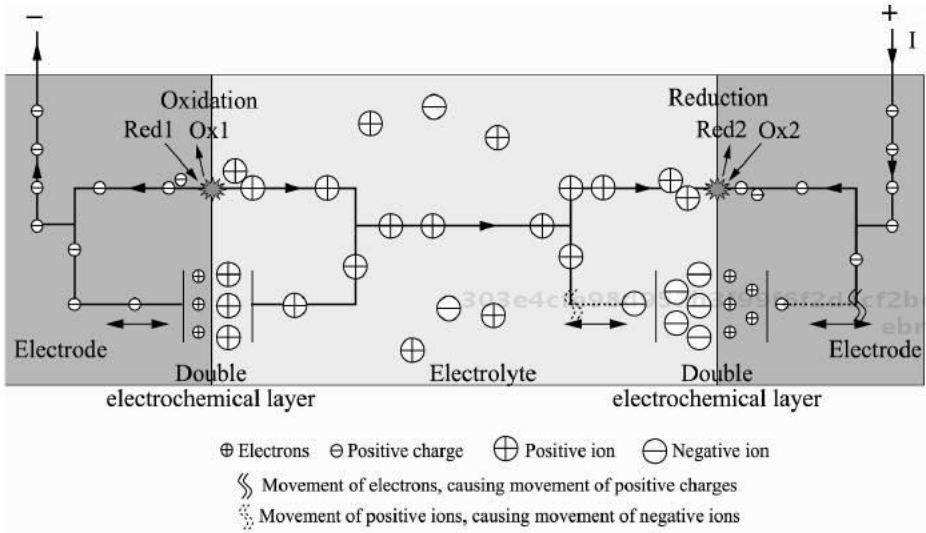 − +
I
Oxidation Reduction
Red1 Ox1 Red2 Ox2
Electrode Electrode
Double Electrolyte Double
electrochemical layer electrochemical layer
⊕ Electrons ⊖ Positive charge ⊕ Positive ion ⊖ Negative ion
Movement of electrons, causing movement of positive charges
Movement of positive ions, causing movement of negative ions